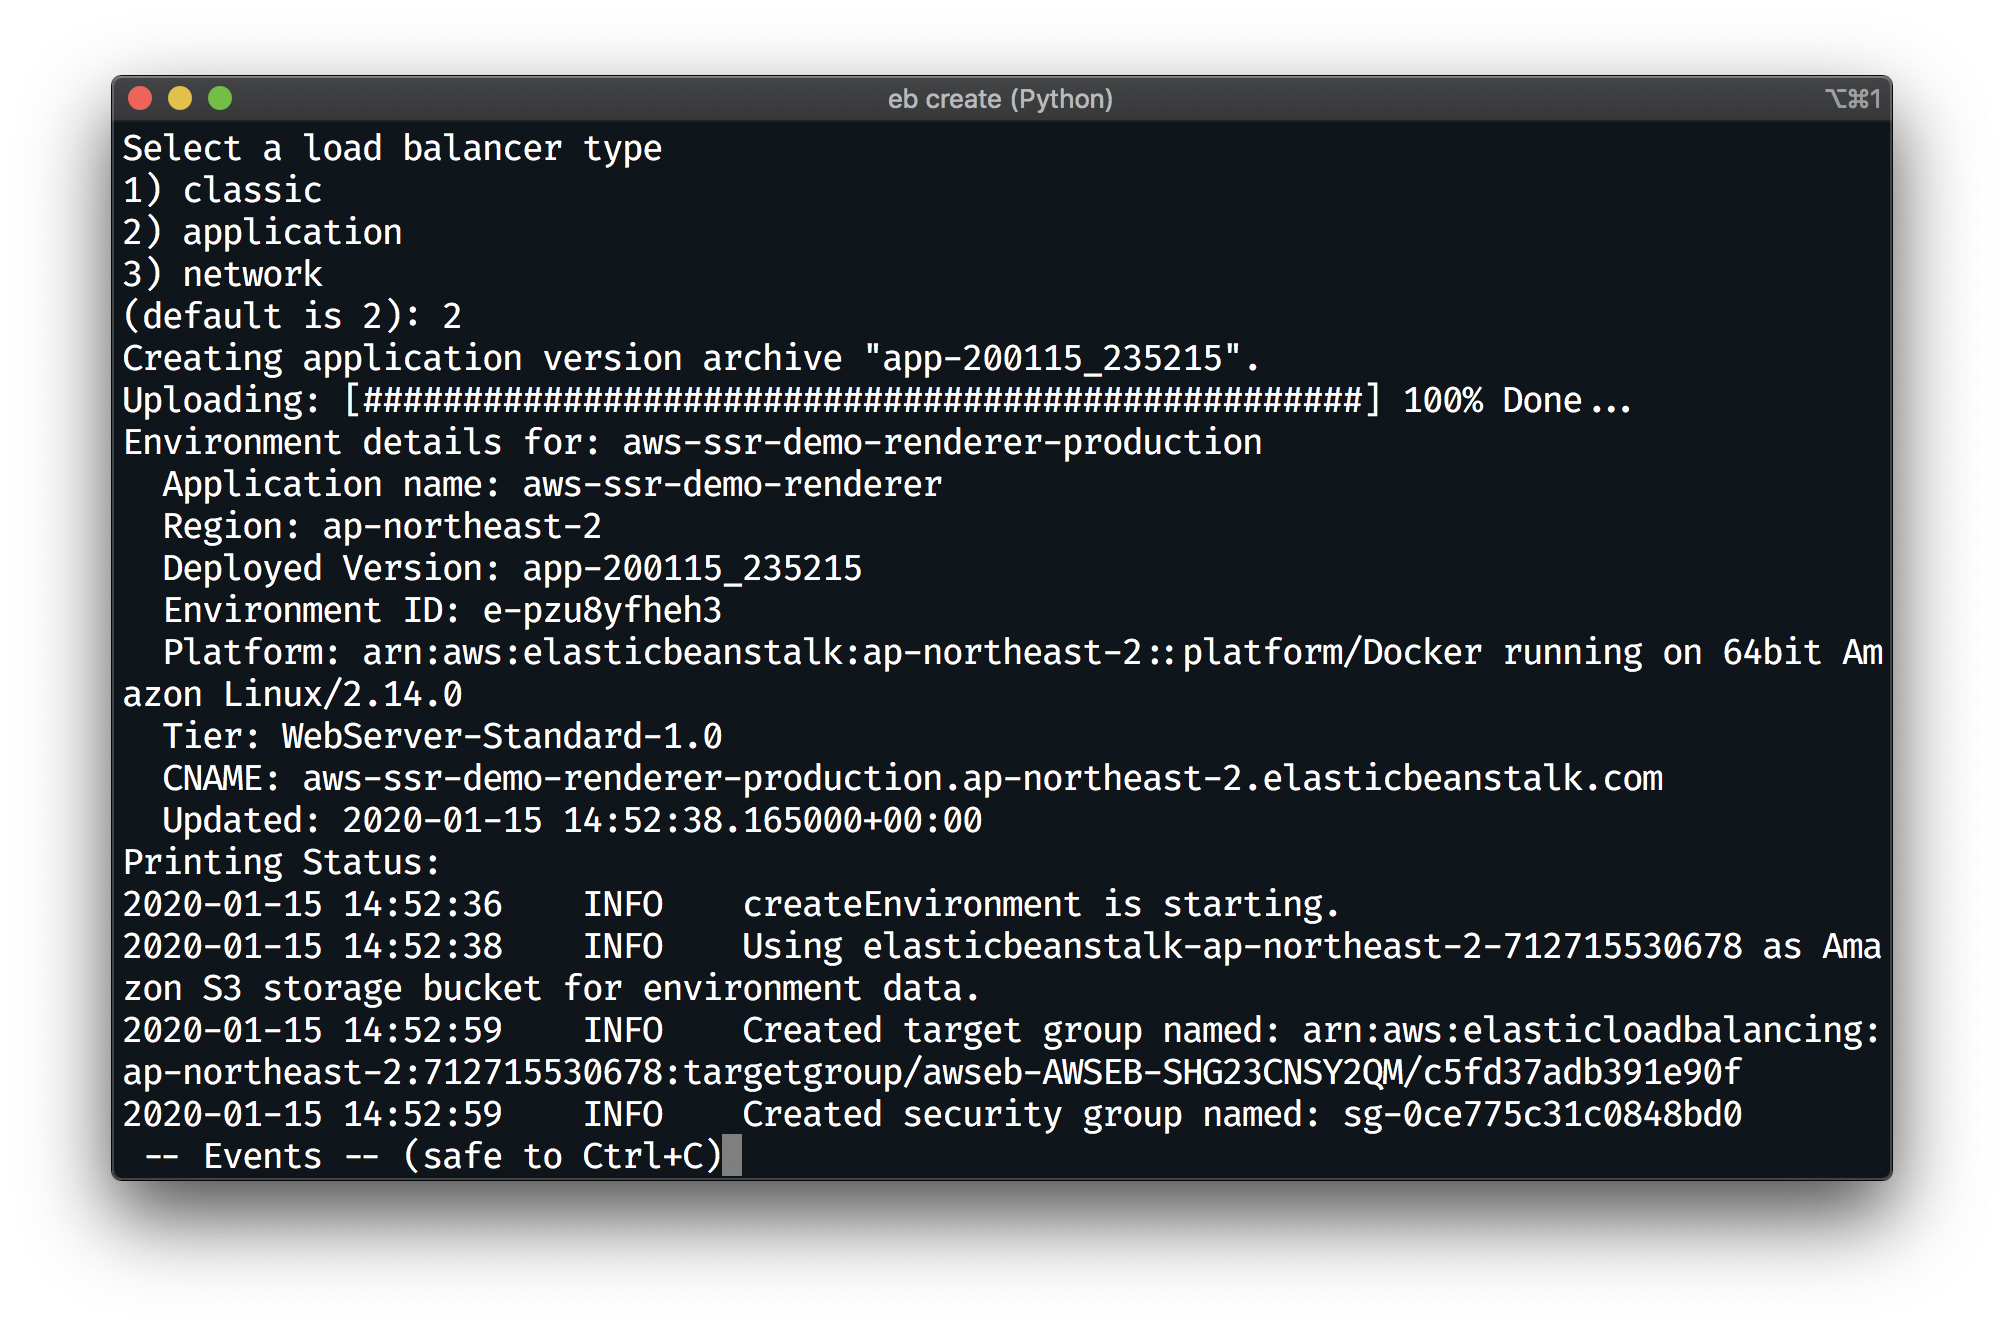 eb create (Python)
⌥⌘1
Select a load balancer type
1) classic
2) application
3) network
(default is 2): 2
Creating application version archive "app-200115_235215".
Uploading: [##################################################] 100% Done...
Environment details for: aws-ssr-demo-renderer-production
  Application name: aws-ssr-demo-renderer
  Region: ap-northeast-2
  Deployed Version: app-200115_235215
  Environment ID: e-pzu8yfheh3
  Platform: arn:aws:elasticbeanstalk:ap-northeast-2::platform/Docker running on 64bit Am
azon Linux/2.14.0
  Tier: WebServer-Standard-1.0
  CNAME: aws-ssr-demo-renderer-production.ap-northeast-2.elasticbeanstalk.com
  Updated: 2020-01-15 14:52:38.165000+00:00
Printing Status:
2020-01-15 14:52:36    INFO    createEnvironment is starting.
2020-01-15 14:52:38    INFO    Using elasticbeanstalk-ap-northeast-2-712715530678 as Ama
zon S3 storage bucket for environment data.
2020-01-15 14:52:59    INFO    Created target group named: arn:aws:elasticloadbalancing:
ap-northeast-2:712715530678:targetgroup/awseb-AWSEB-SHG23CNSY2QM/c5fd37adb391e90f
2020-01-15 14:52:59    INFO    Created security group named: sg-0ce775c31c0848bd0
 -- Events -- (safe to Ctrl+C)